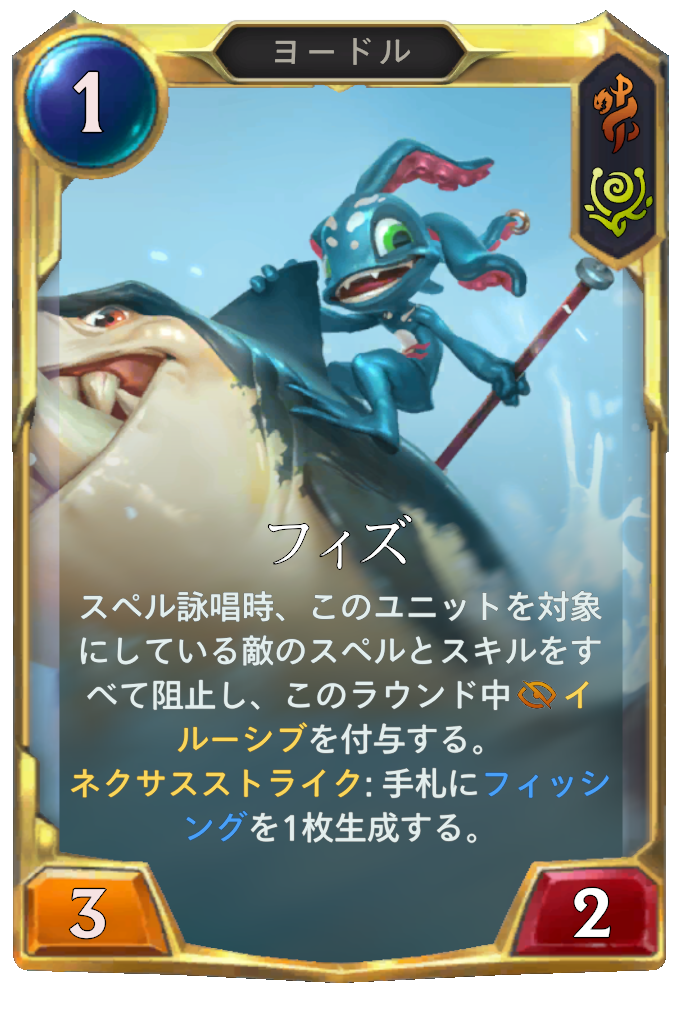 ヨードル
1
フィズ
スペル詠唱時、このユニットを対象
にしている敵のスペルとスキルをす
べて阻止し、このラウンド中イ
ルーシブを付与する。
ネクサスストライク: 手札にフィッシ
ングを1枚生成する。
3
2